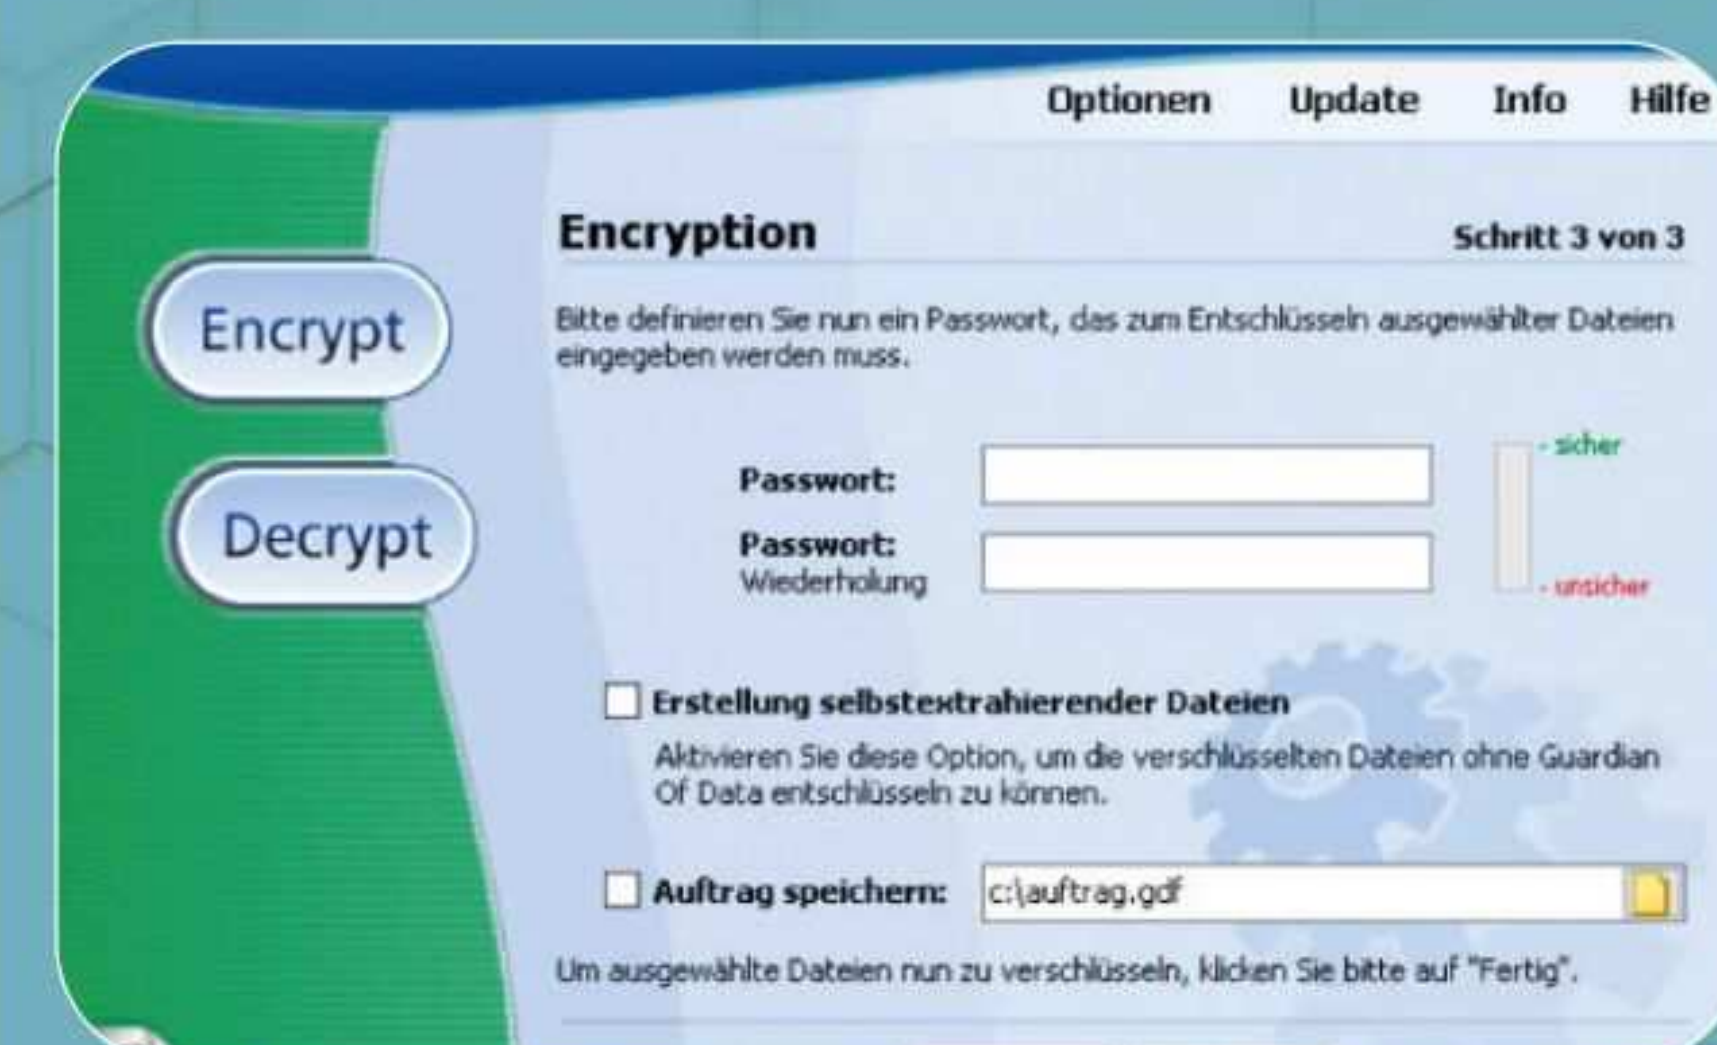 Optionen Update Info Hilfe
Encryption Schritt 3 von 3
Encrypt
Decrypt
Bitte definieren Sie nun ein Passwort, das zum Entschlüsseln ausgewählter Dateien
eingegeben werden muss.
Passwort:
- sicher
Passwort:
Wiederholung
- unsicher
Erstellung selbstextrahierender Dateien
Aktivieren Sie diese Option, um die verschlüsselten Dateien ohne Guardian
Of Data entschlüsseln zu können.
Auftrag speichern: c:\auftrag.gdf
Um ausgewählte Dateien nun zu verschlüsseln, klicken Sie bitte auf "Fertig".